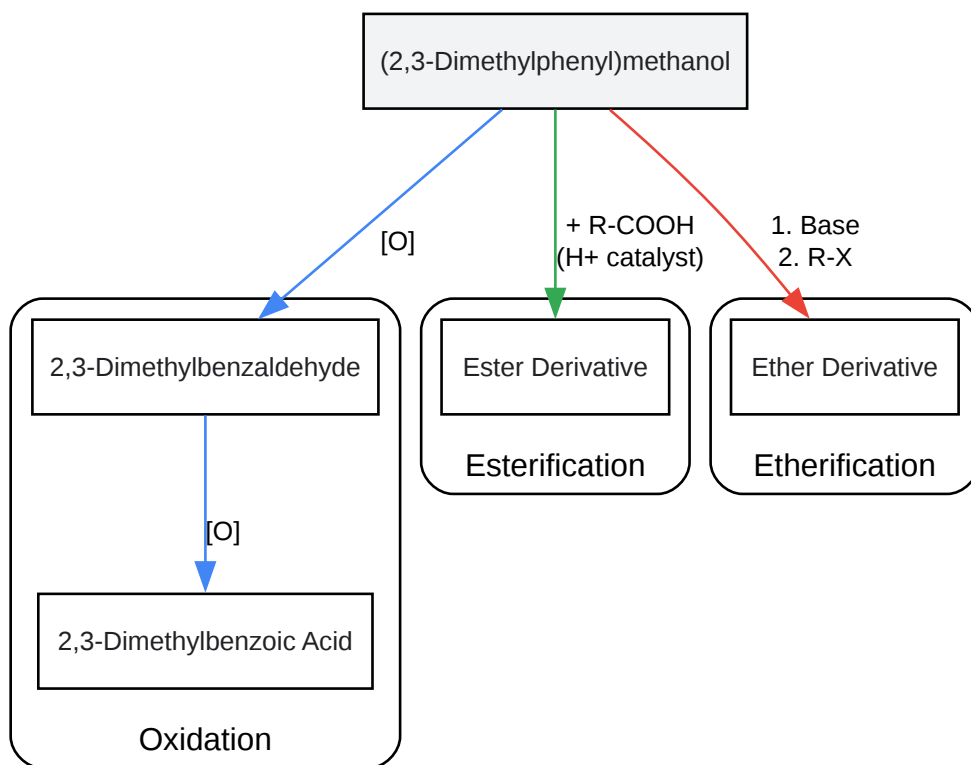 (2,3-Dimethylphenyl)methanol
[O]
+ R-COOH
(H+ catalyst)
1. Base
2. R-X
2,3-Dimethylbenzaldehyde
Ester Derivative
Ether Derivative
Esterification
Etherification
[O]
2,3-Dimethylbenzoic Acid
Oxidation